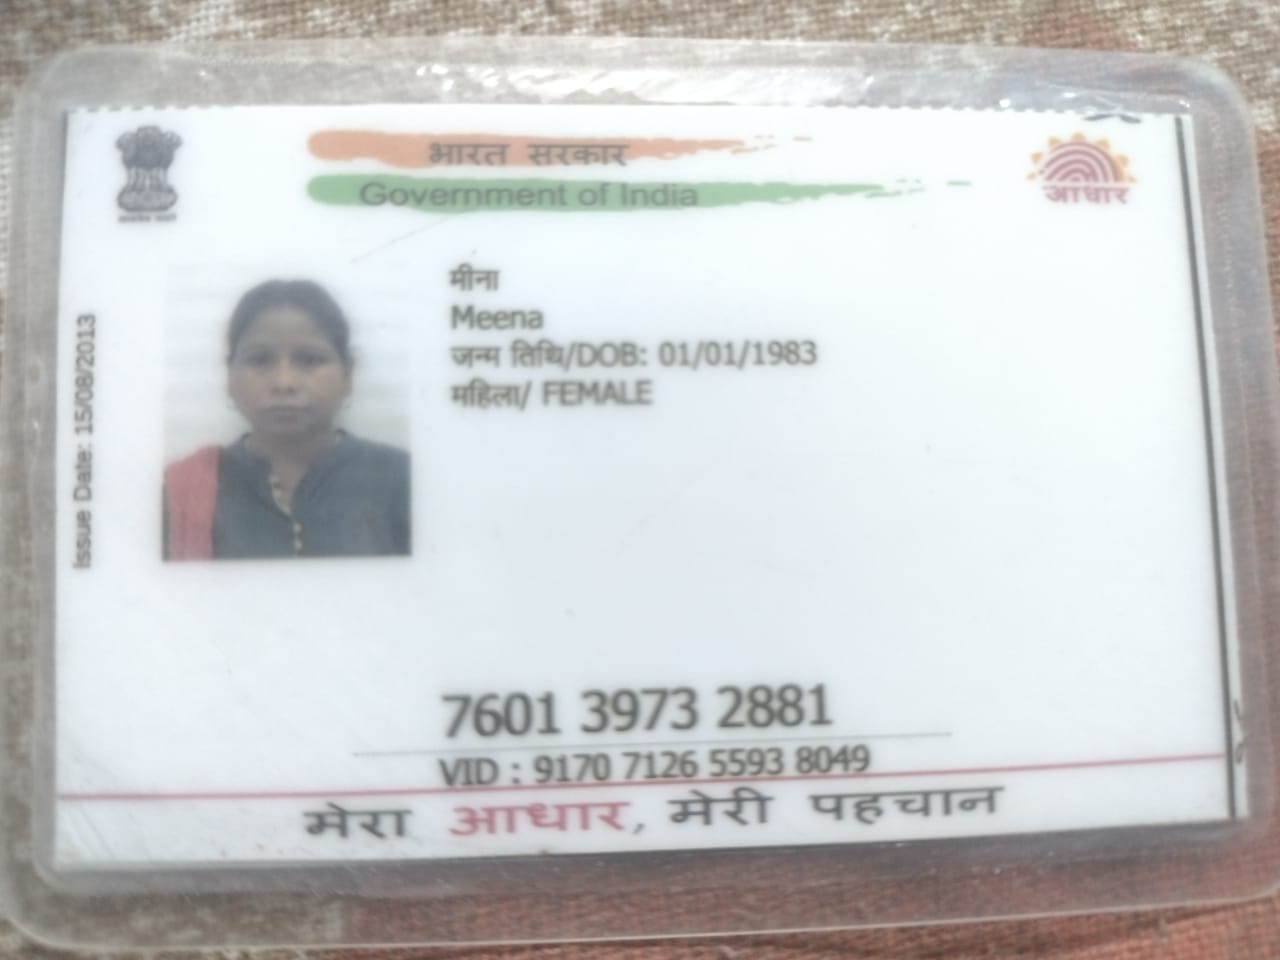 भारत सरकार
Government of India
आधार
Issue Date: 15/08/2013
मीना
Meena
जन्म तिथि/DOB: 01/01/1983
महिला/ FEMALE
7601 3973 2881
VID : 9170 7126 5593 8049
मेरा आधार, मेरी पहचान